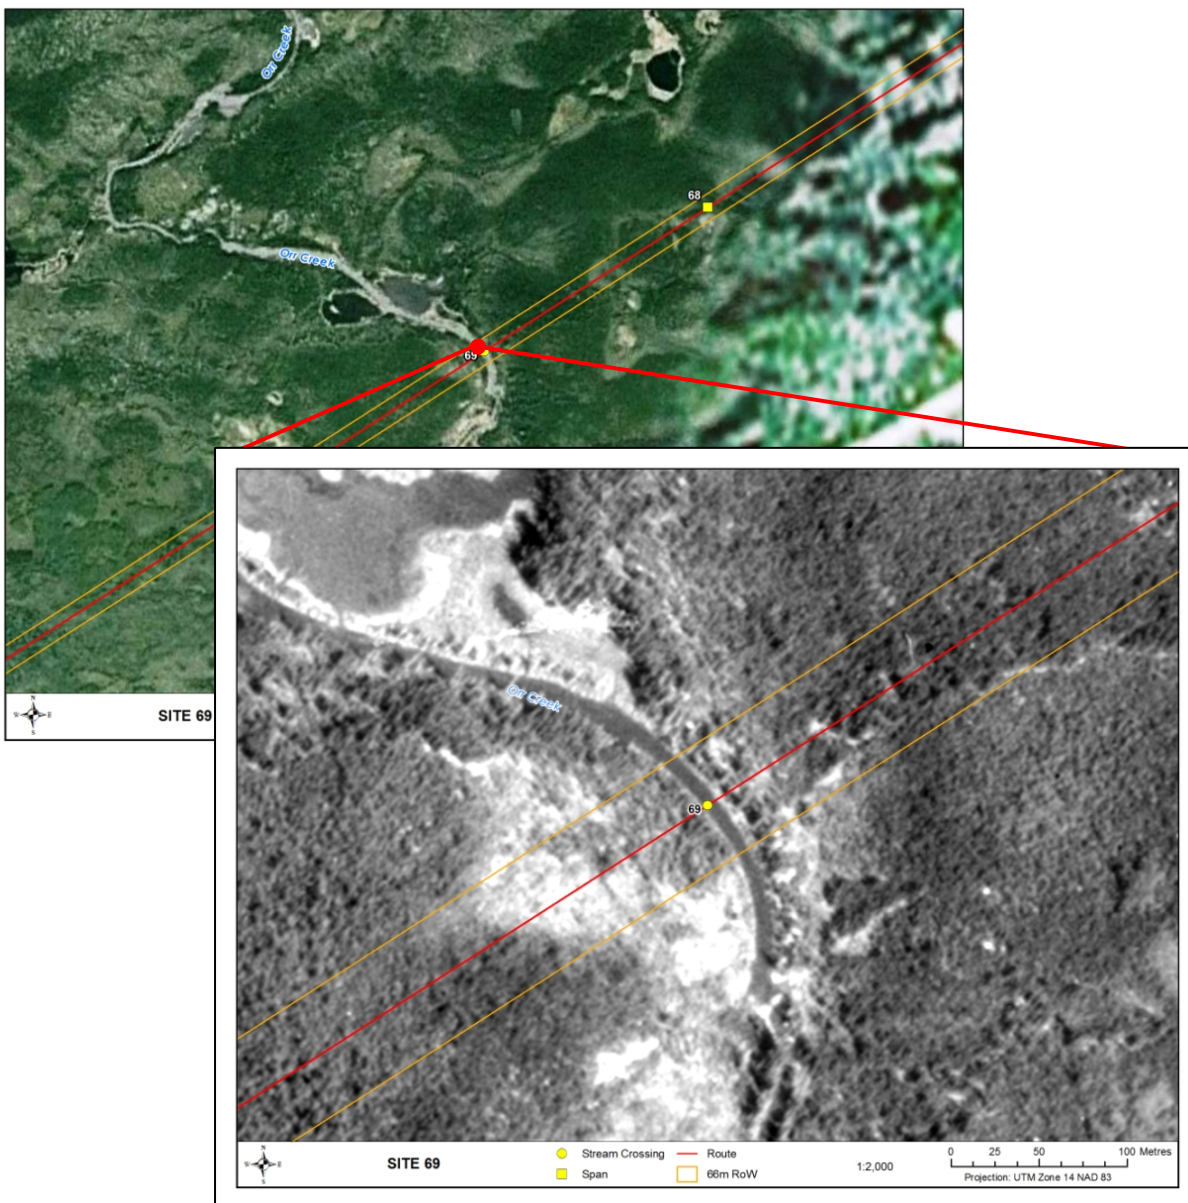 Orr Creek
68
Orr Creek
69
N
W E
S
SITE 69
Orr Creek
69
N
W E
S
SITE 69
Stream Crossing
Span
Route
66m RoW
1:2,000
0 25 50 100 Metres
Projection: UTM Zone 14 NAD 83